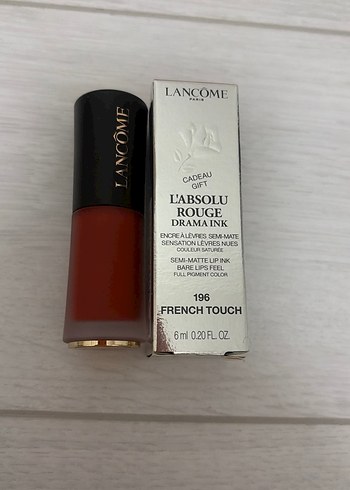 LANCÔME
LANCÔME
PARIS
CADEAU
GIFT
L'ABSOLU
ROUGE
DRAMA INK
ENCRE À LÈVRES SEMI-MATE
SENSATION LÈVRES NUES
COULEUR SATURÉE
SEMI-MATTE LIP INK
BARE LIPS FEEL
FULL PIGMENT COLOR
196
FRENCH TOUCH
6 ml 0.20 FL. OZ.